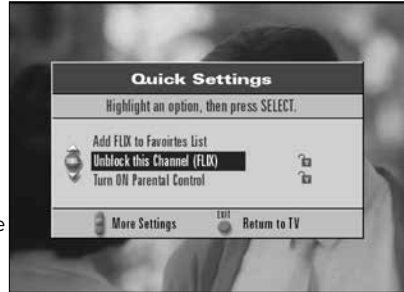 Quick Settings
Highlight an option, then press SELECT.
Add FLIX to Favoirtes List
Unblock this Channel (FLIX)
Turn ON Parental Control
e
More Settings EXIT Return to TV